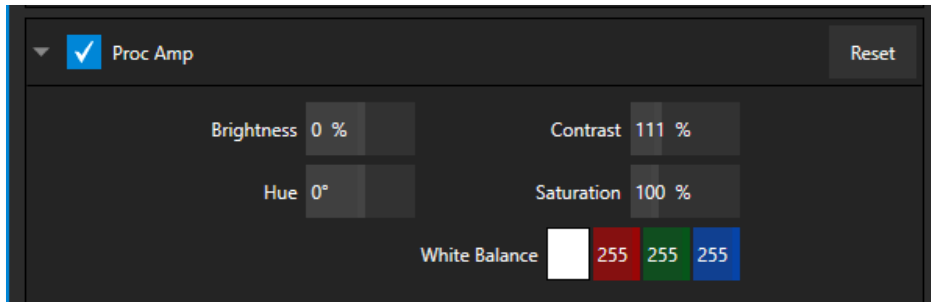 Proc Amp Reset
Brightness 0 % Contrast 111 %
Hue 0° Saturation 100 %
White Balance 255 255 255